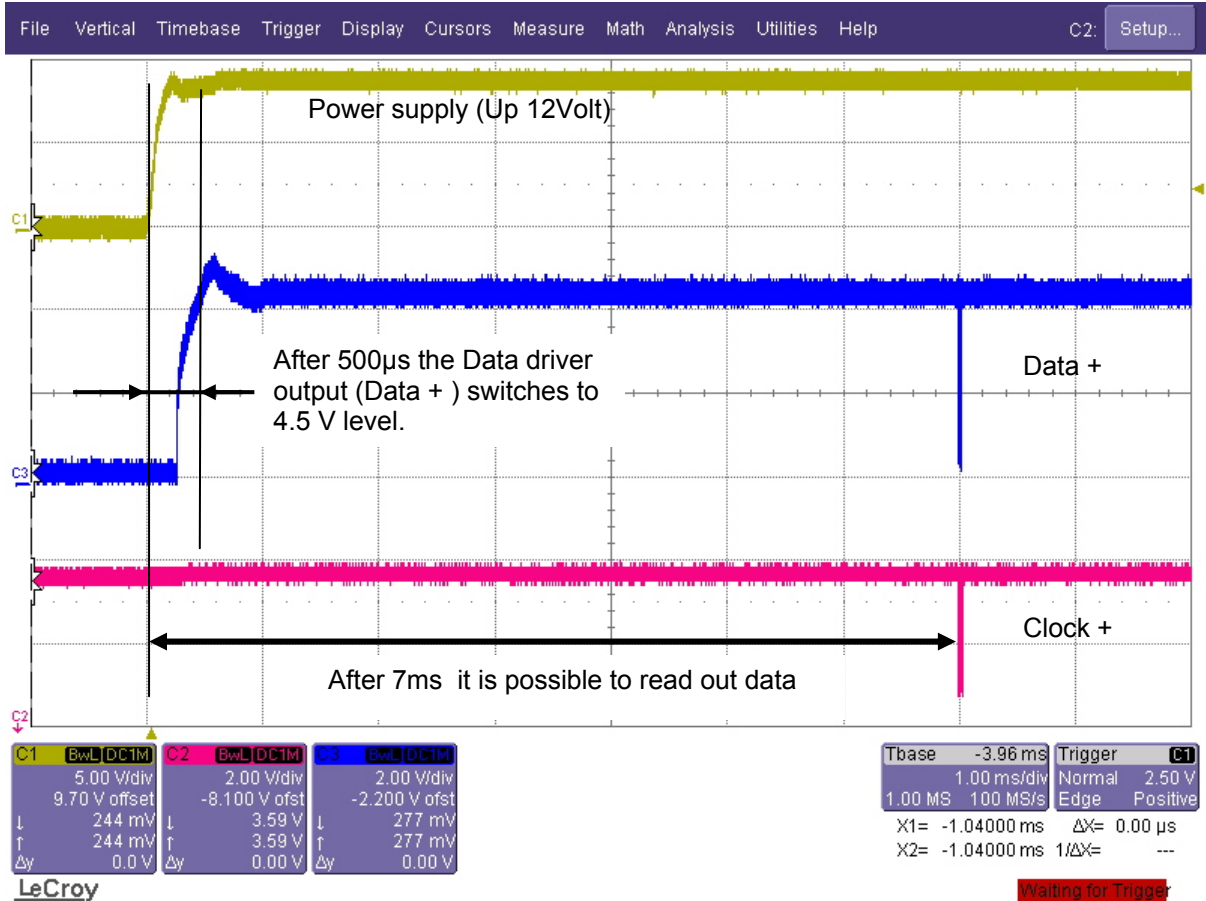 File Vertical Timebase Trigger Display Cursors Measure Math Analysis Utilities Help C2: Setup...
Power supply (Up 12Volt)
C1
After 500µs the Data driver
output (Data + ) switches to
4.5 V level.
Data +
C3
Clock +
After 7ms it is possible to read out data
C2
C1 BwL DC1M
5.00 V/div
9.70 V offset
↓ 244 mV
↑ 244 mV
Δy 0.0 V
C2 BwL DC1M
2.00 V/div
-8.100 V ofst
↓ 3.59 V
↑ 3.59 V
Δy 0.00 V
C3 BwL DC1M
2.00 V/div
-2.200 V ofst
↓ 277 mV
↑ 277 mV
Δy 0.00 V
Tbase -3.96 ms
1.00 ms/div
1.00 MS 100 MS/s
Trigger C1
Normal 2.50 V
Edge Positive
X1= -1.04000 ms ΔX= 0.00 µs
X2= -1.04000 ms 1/ΔX= ---
LeCroy
Waiting for Trigger